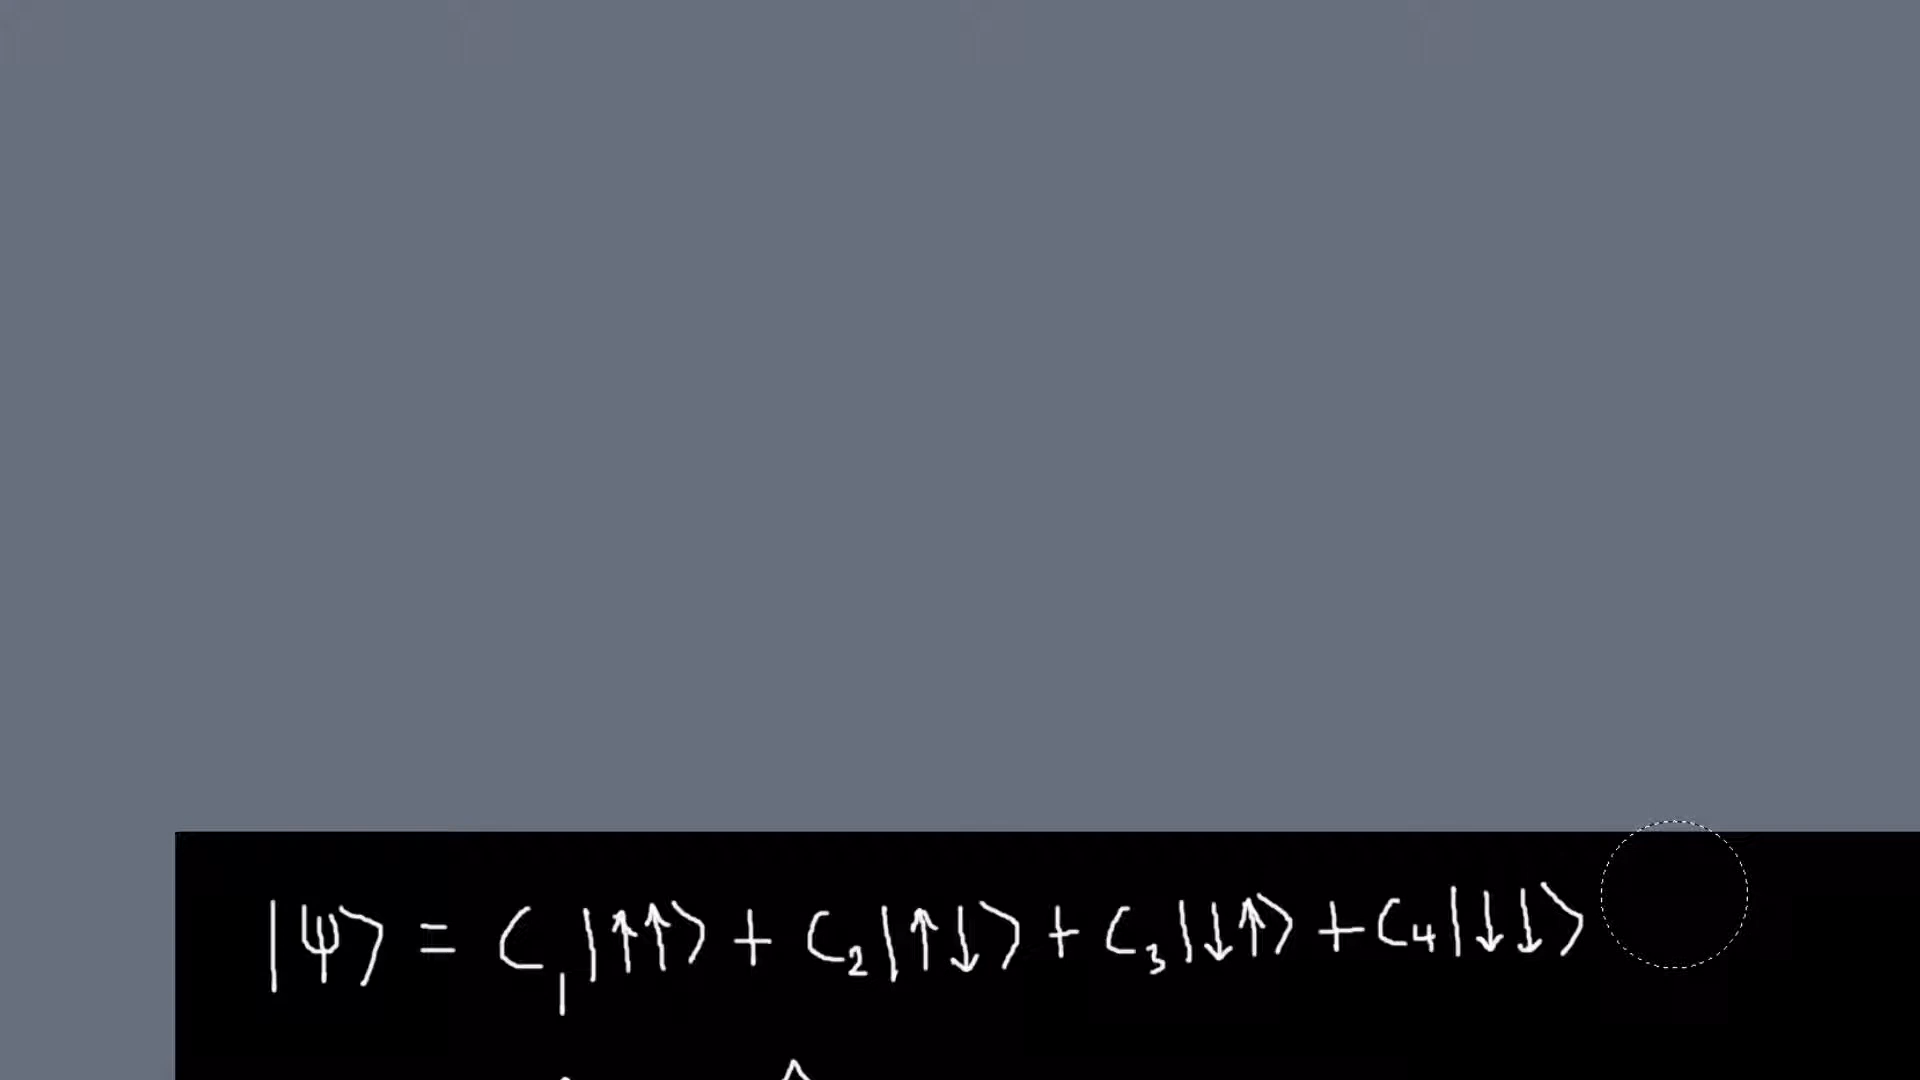 |ψ⟩ = C₁|↑↑⟩ + C₂|↑↓⟩ + C₃|↓↑⟩ + C₄|↓↓⟩